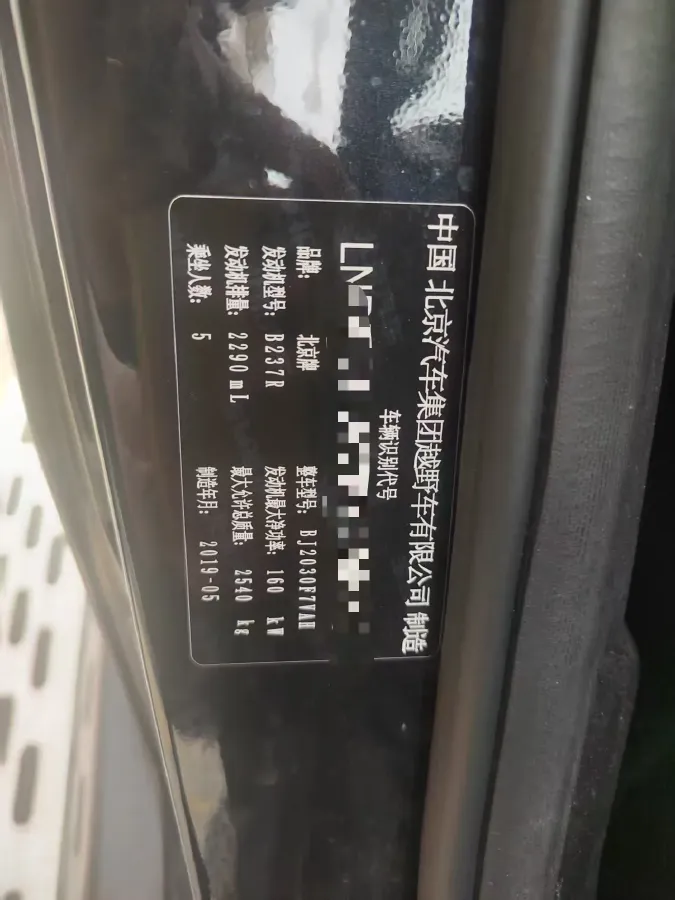 中国 北京汽车集团越野车有限公司 制造
车辆识别代号
LN
品牌: 北京牌 整车型号: BJ2030F7VAH
发动机型号: B237R 发动机最大净功率: 160 kW
发动机排量: 2290 mL 最大允许总质量: 2540 kg
乘坐人数: 5 制造年月: 2019-05